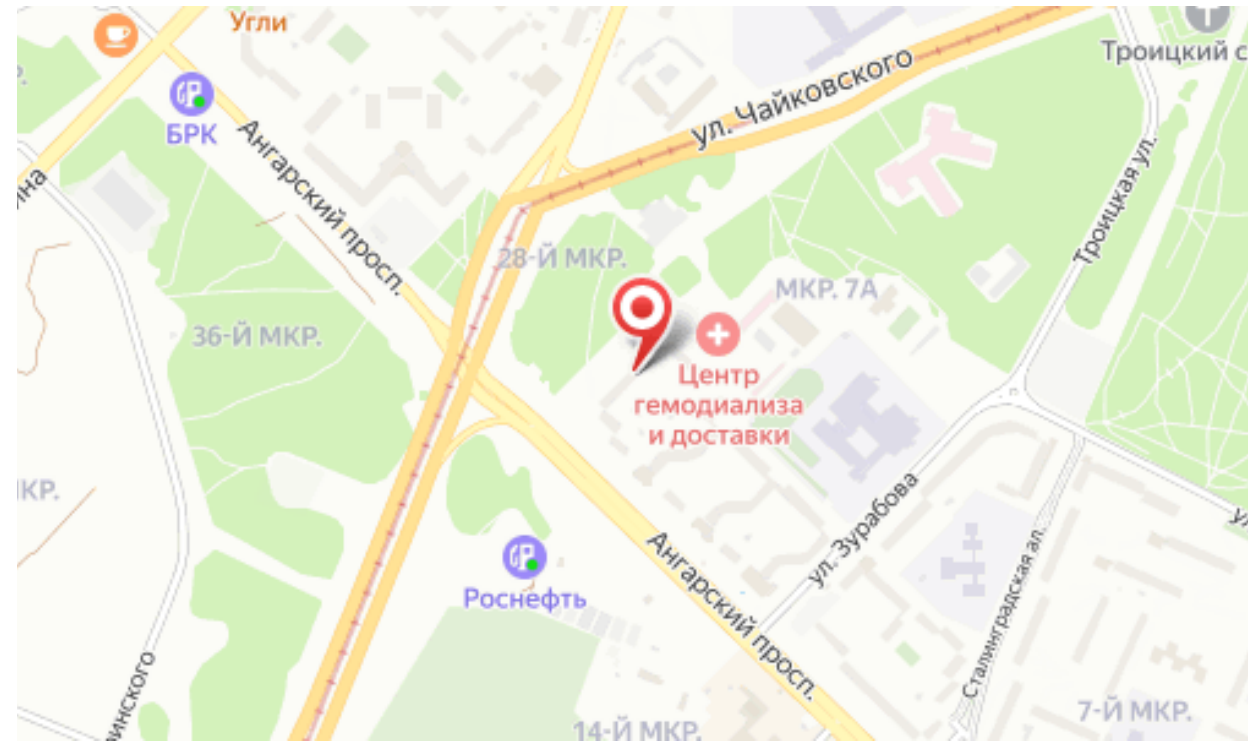 Угли
Троицкий с
БРК
ул. Чайковского
Ангарский просп.
Троицкая ул.
28-Й МКР.
МКР. 7А
36-Й МКР.
Центр
гемодиализа
и доставки
ул. Зурабова
Ангарский просп.
Роснефть
Сталинградская ал.
7-Й МКР.
14-Й МКР.